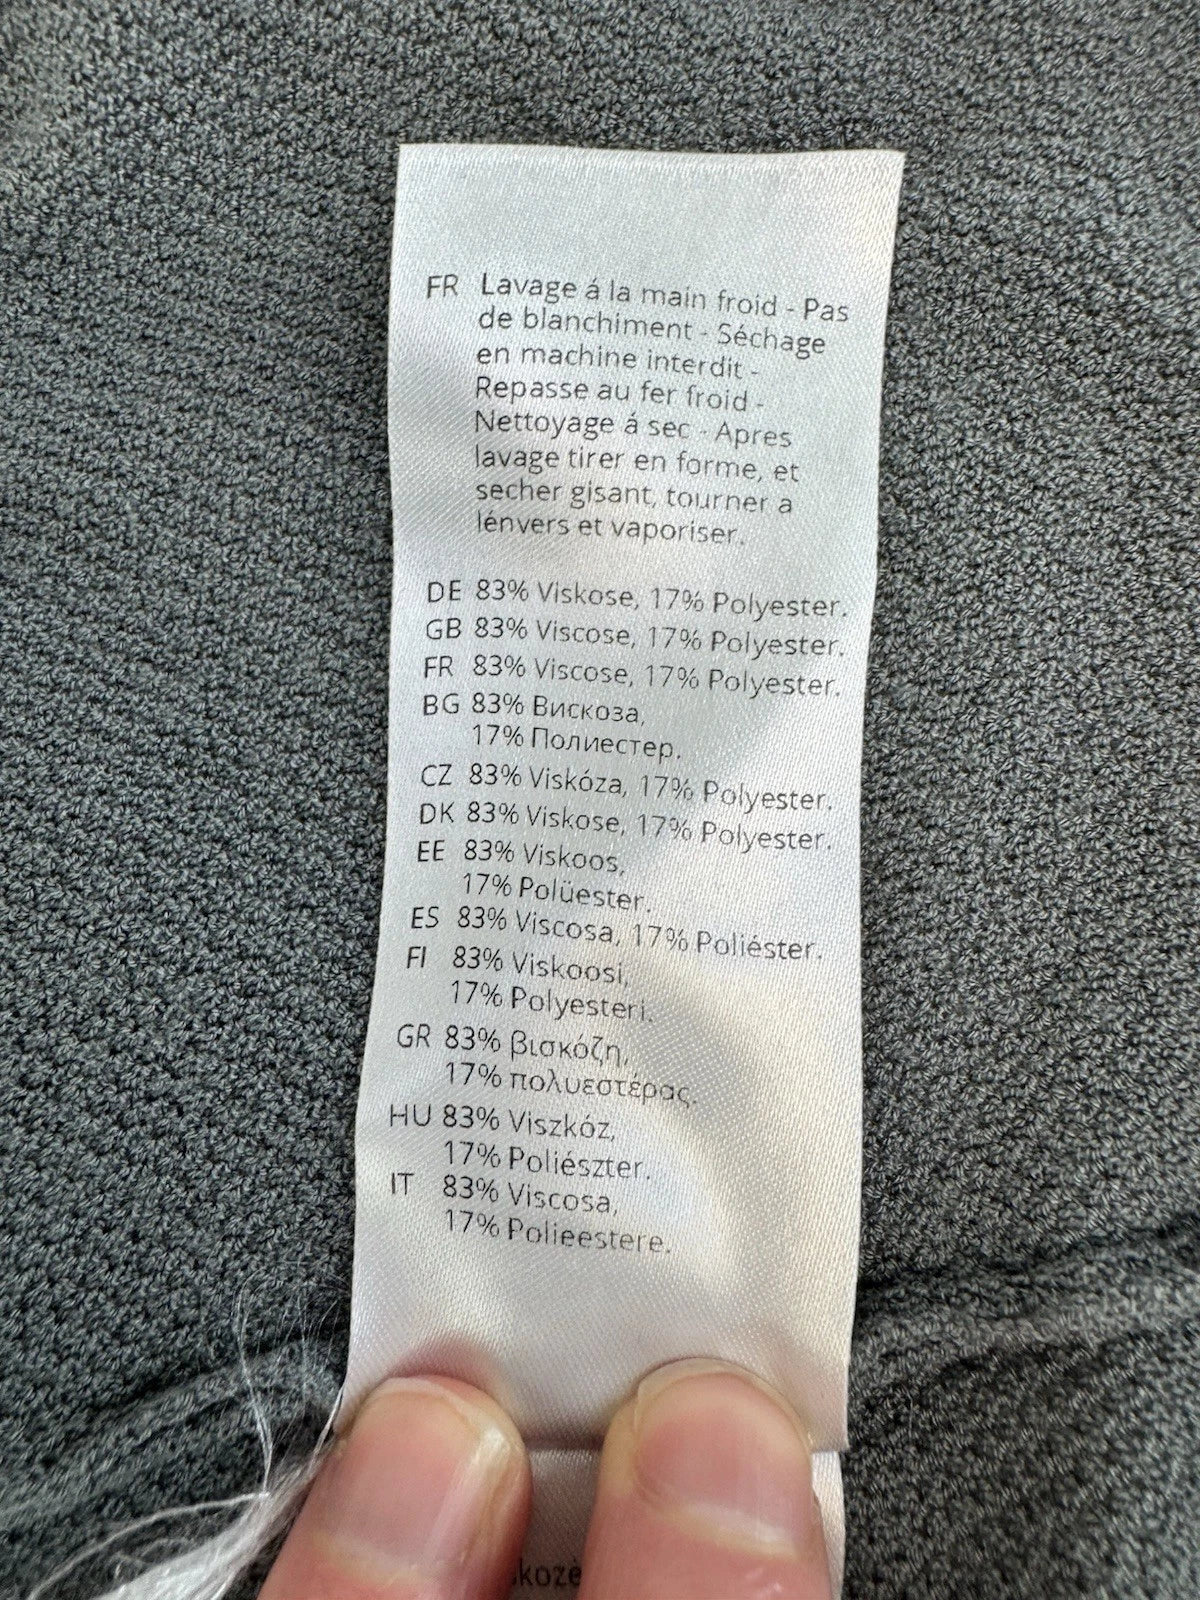 FR Lavage á la main froid - Pas
de blanchiment - Séchage
en machine interdit -
Repasse au fer froid -
Nettoyage á sec - Apres
lavage tirer en forme, et
secher gisant, tourner a
lénvers et vaporiser.
DE 83% Viskose, 17% Polyester.
GB 83% Viscose, 17% Polyester.
FR 83% Viscose, 17% Polyester.
BG 83% Вискоза,
17% Полиестер.
CZ 83% Viskóza, 17% Polyester.
DK 83% Viskose, 17% Polyester.
EE 83% Viskoos,
17% Polüester.
ES 83% Viscosa, 17% Poliéster.
FI 83% Viskoosi,
17% Polyesteri.
GR 83% βισκόζη,
17% πολυεστέρας.
HU 83% Viszkóz,
17% Poliészter.
IT 83% Viscosa,
17% Polieestere.